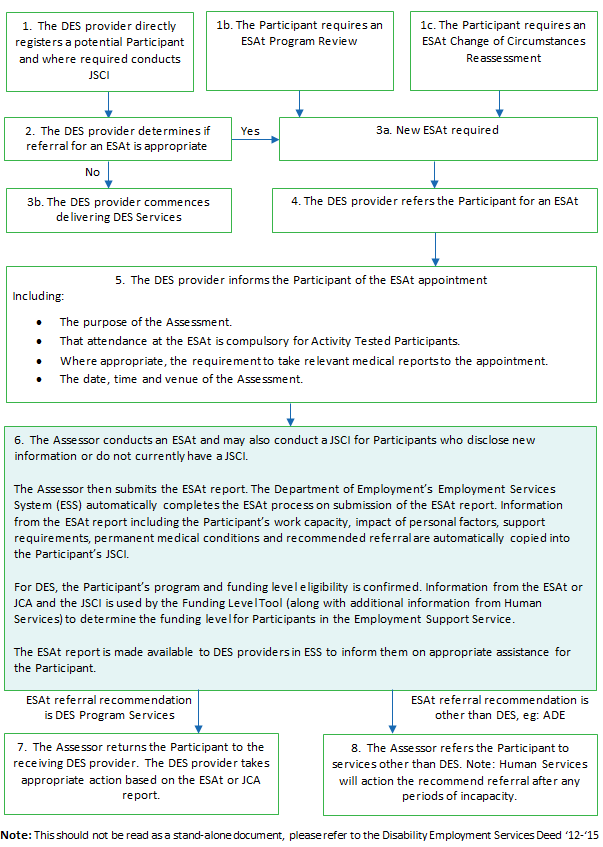 1. The DES provider directly
registers a potential Participant
and where required conducts
JSCI
1b. The Participant requires an
ESAt Program Review
1c. The Participant requires an
ESAt Change of Circumstances
Reassessment
2. The DES provider determines if
referral for an ESAt is appropriate
Yes
3a. New ESAt required
No
3b. The DES provider commences
delivering DES Services
4. The DES provider refers the Participant for an ESAt
5. The DES provider informs the Participant of the ESAt appointment
Including:
• The purpose of the Assessment.
• That attendance at the ESAt is compulsory for Activity Tested Participants.
• Where appropriate, the requirement to take relevant medical reports to the appointment.
• The date, time and venue of the Assessment.
6. The Assessor conducts an ESAt and may also conduct a JSCI for Participants who disclose new
information or do not currently have a JSCI.
The Assessor then submits the ESAt report. The Department of Employment's Employment Services
System (ESS) automatically completes the ESAt process on submission of the ESAt report. Information
from the ESAt report including the Participant's work capacity, impact of personal factors, support
requirements, permanent medical conditions and recommended referral are automatically copied into
the Participant's JSCI.
For DES, the Participant's program and funding level eligibility is confirmed. Information from the ESAt or
JCA and the JSCI is used by the Funding Level Tool (along with additional information from Human
Services) to determine the funding level for Participants in the Employment Support Service.
The ESAt report is made available to DES providers in ESS to inform them on appropriate assistance for
the Participant.
ESAt referral recommendation
is DES Program Services
ESAt referral recommendation is
other than DES, eg: ADE
7. The Assessor returns the Participant to the
receiving DES provider. The DES provider takes
appropriate action based on the ESAt or JCA
report.
8. The Assessor refers the Participant to
services other than DES. Note: Human Services
will action the recommend referral after any
periods of incapacity.
Note: This should not be read as a stand-alone document, please refer to the Disability Employment Services Deed '12-'15